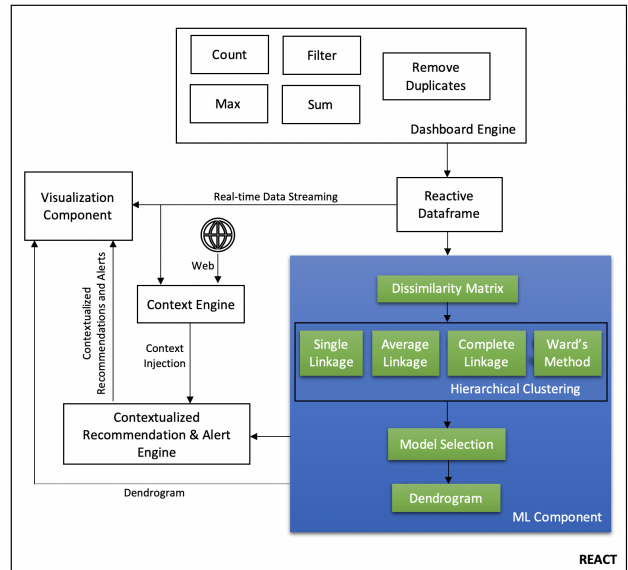 Count
Filter
Remove
Duplicates
Max
Sum
Dashboard Engine
Visualization
Component
Real-time Data Streaming
Reactive
Dataframe
Web
Contextualized
Recommendations and Alerts
Context Engine
Context
Injection
Contextualized
Recommendation & Alert
Engine
Dendrogram
Dissimilarity Matrix
Single
Linkage
Average
Linkage
Complete
Linkage
Ward's
Method
Hierarchical Clustering
Model Selection
Dendrogram
ML Component
REACT